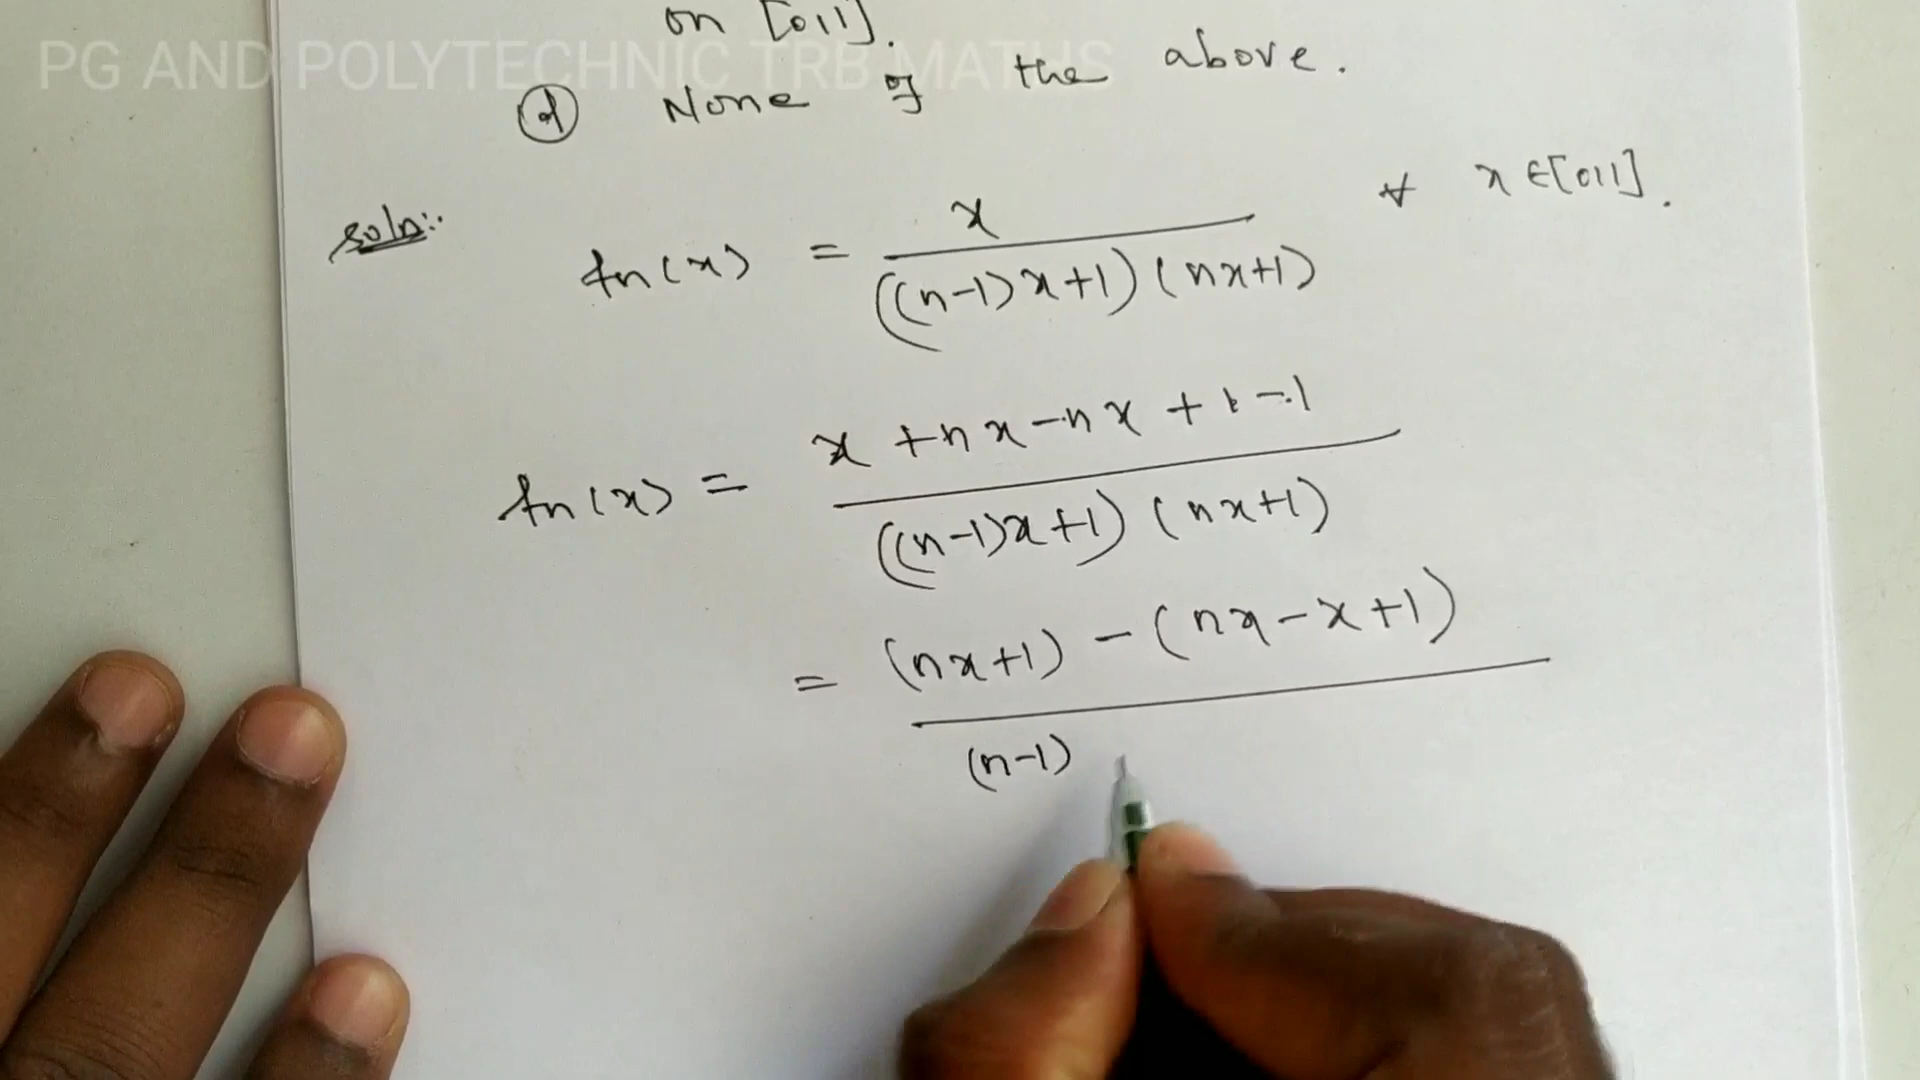 on [0,1].
PG AND POLYTECHNIC TRB MATHS
d None of the above.
soln:
fn(x) = x / ((n-1)x+1)(nx+1) ∀ x∈[0,1].
fn(x) = x+nx-nx+1-1 / ((n-1)x+1)(nx+1)
= (nx+1) - (nx-x+1) / (n-1)